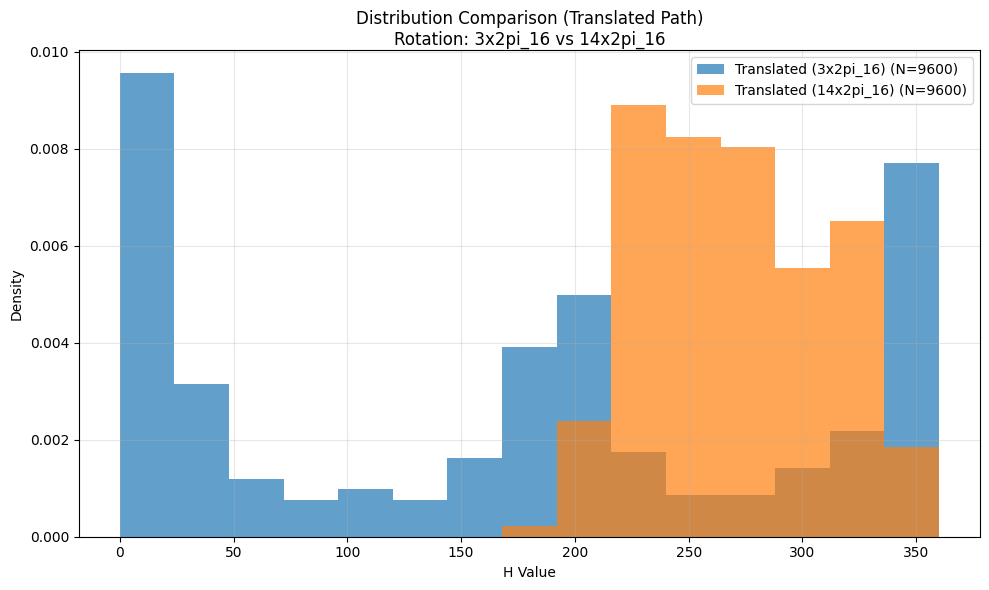 Distribution Comparison (Translated Path)
Rotation: 3x2pi_16 vs 14x2pi_16
Translated (3x2pi_16) (N=9600)
Translated (14x2pi_16) (N=9600)
0.010
0.008
0.006
0.004
0.002
0.000
Density
0 50 100 150 200 250 300 350
H Value